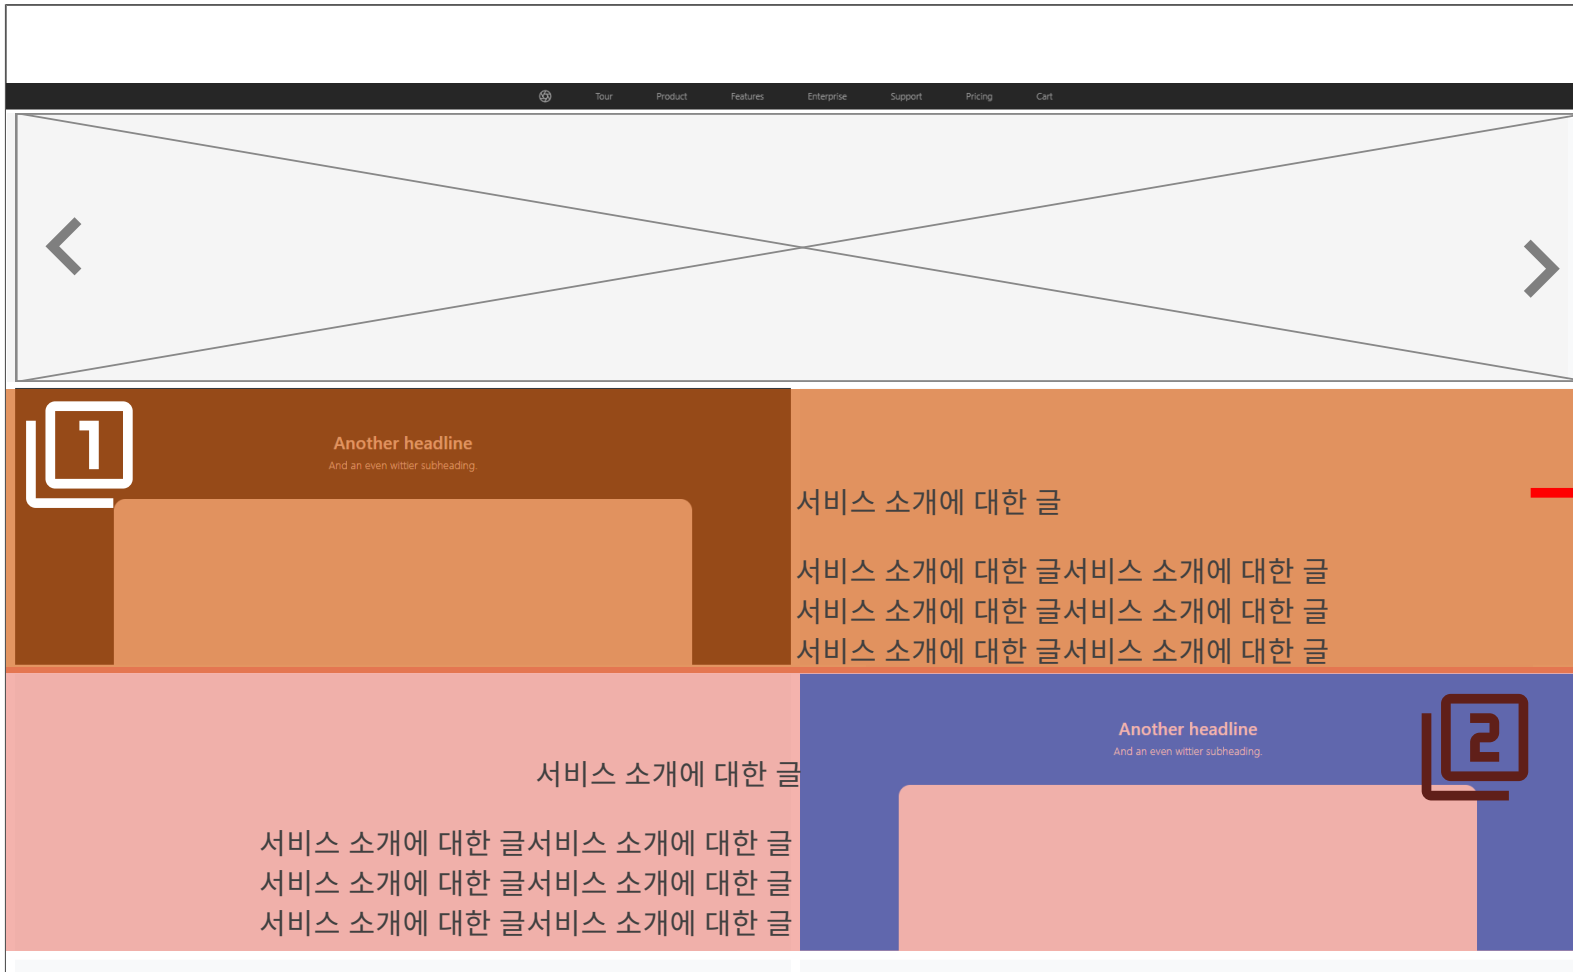 Tour Product Features Enterprise Support Pricing Cart
1
Another headline
And an even wittier subheading.
서비스 소개에 대한 글
서비스 소개에 대한 글서비스 소개에 대한 글
서비스 소개에 대한 글서비스 소개에 대한 글
서비스 소개에 대한 글서비스 소개에 대한 글
서비스 소개에 대한 글
서비스 소개에 대한 글서비스 소개에 대한 글
서비스 소개에 대한 글서비스 소개에 대한 글
서비스 소개에 대한 글서비스 소개에 대한 글
2
Another headline
And an even wittier subheading.